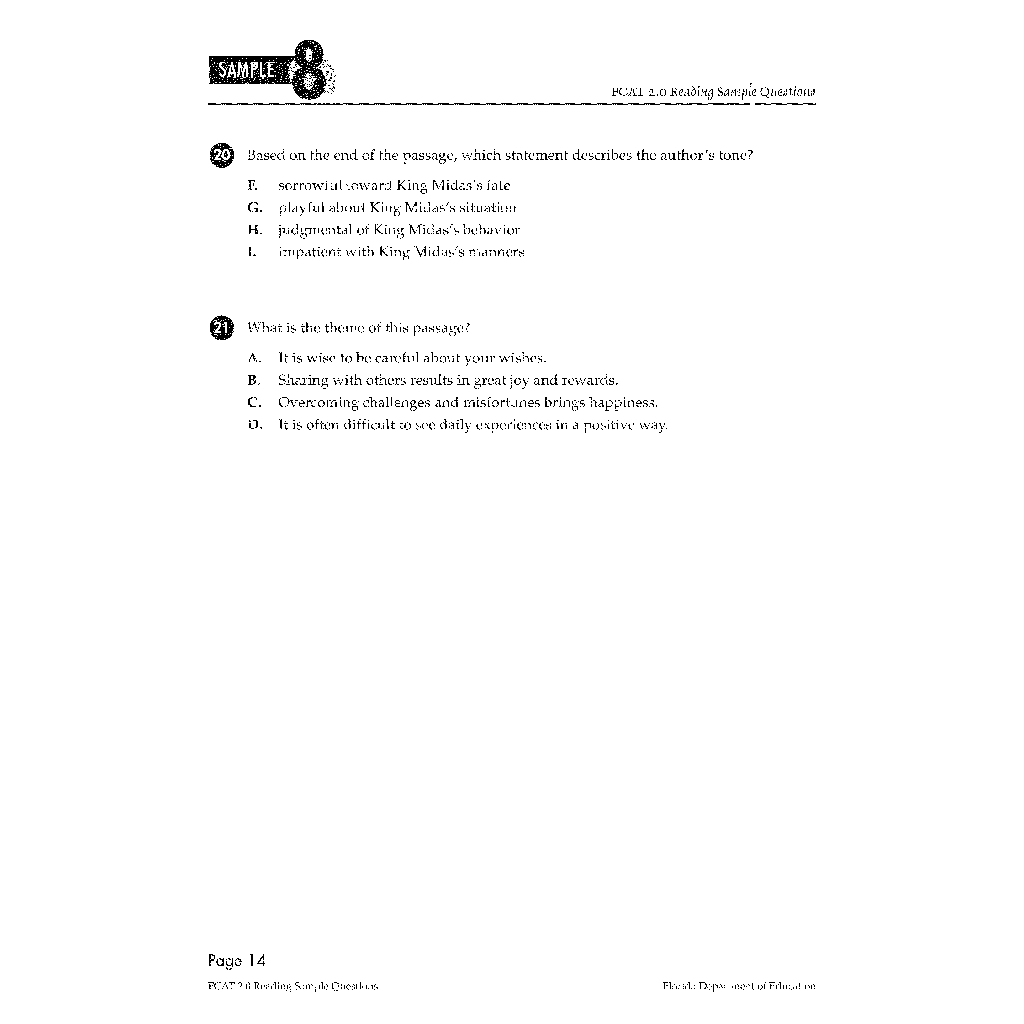 SAMPLE 8
FCAT 2.0 Reading Sample Questions
20 Based on the end of the passage, which statement describes the author's tone?
F. sorrowful toward King Midas's fate
G. playful about King Midas's situation
H. judgmental of King Midas's behavior
I. impatient with King Midas's manners
21 What is the theme of this passage?
A. It is wise to be careful about your wishes.
B. Sharing with others results in great joy and rewards.
C. Overcoming challenges and misfortunes brings happiness.
D. It is often difficult to see daily experiences in a positive way.
Page 14
FCAT 2.0 Reading Sample Questions
Florida Department of Education